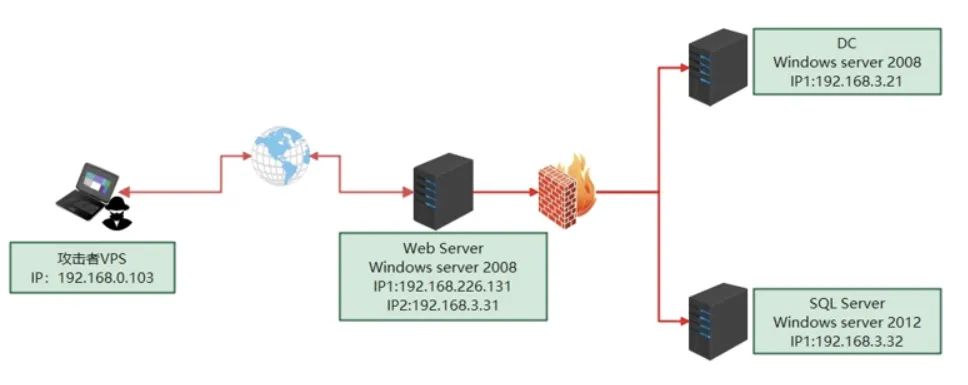 DC
Windows server 2008
IP1:192.168.3.21
攻击者VPS
IP：192.168.0.103
Web Server
Windows server 2008
IP1:192.168.226.131
IP2:192.168.3.31
SQL Server
Windows server 2012
IP1:192.168.3.32